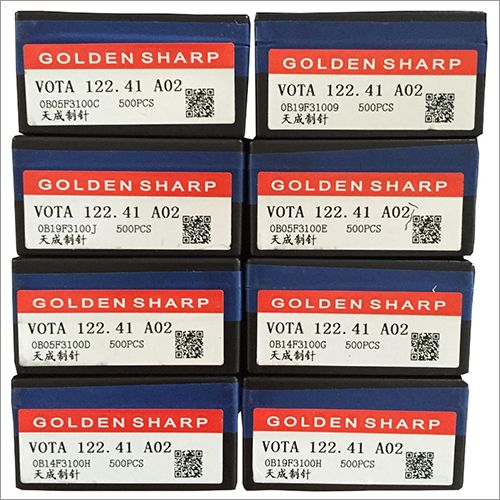 GOLDEN SHARP
VOTA 122.41 A02
0B05F3100C 500PCS
天成制针
GOLDEN SHARP
VOTA 122.41 A02
0B19F31009 500PCS
天成制针
GOLDEN SHARP
VOTA 122.41 A02
0B19F3100J 500PCS
天成制针
GOLDEN SHARP
VOTA 122.41 A02
0B05F3100E 500PCS
天成制针
GOLDEN SHARP
VOTA 122.41 A02
0B05F3100D 500PCS
天成制针
GOLDEN SHARP
VOTA 122.41 A02
0B14F3100G 500PCS
天成制针
GOLDEN SHARP
VOTA 122.41 A02
0B14F3100H 500PCS
天成制针
GOLDEN SHARP
VOTA 122.41 A02
0B19F3100H 500PCS
天成制针